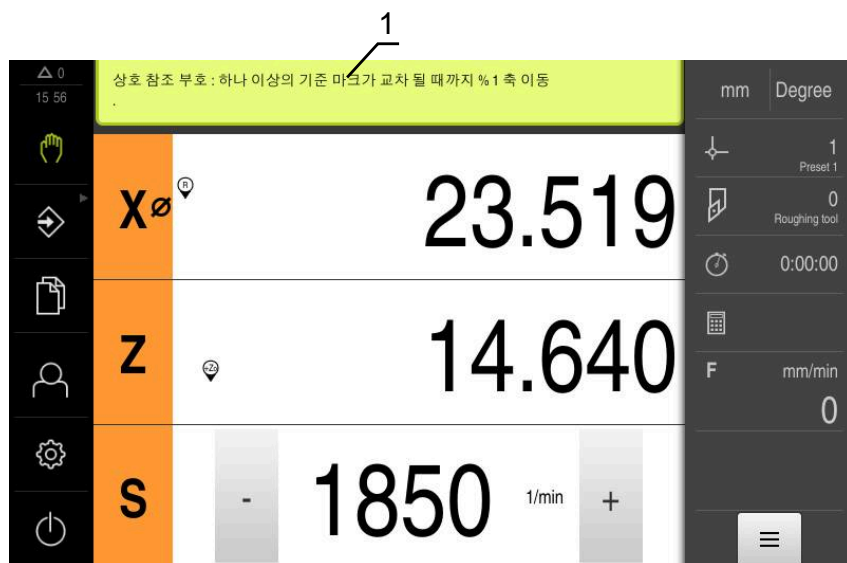 1
△ 0
15 56
상호 참조 부호 : 하나 이상의 기준 마크가 교차 될 때까지 %1 축 이동
.
mm Degree
1
Preset 1
0
Roughing tool
0:00:00
F mm/min
0
X⌀ R 23.519
Z +Z 14.640
S - 1850 1/min +